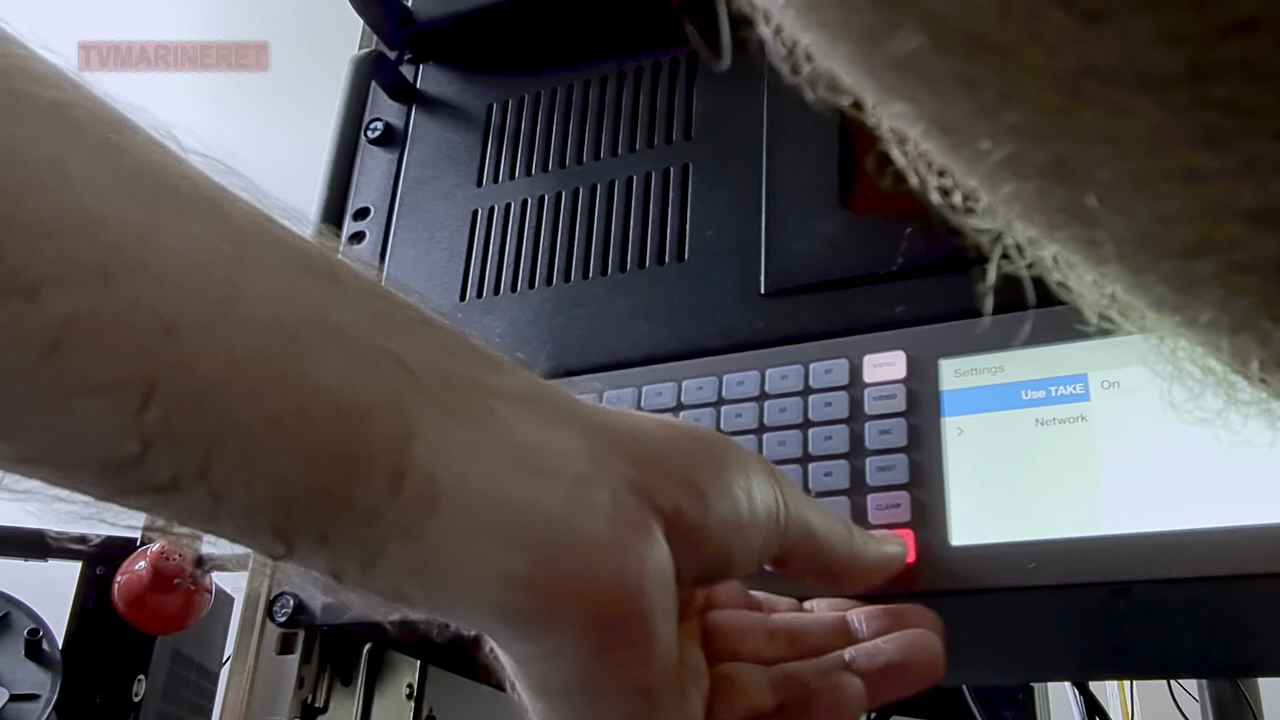 TVMARINERET
Settings
Use TAKE On
Network
MENU
VIDEO
SRC
DEST
CLEAR